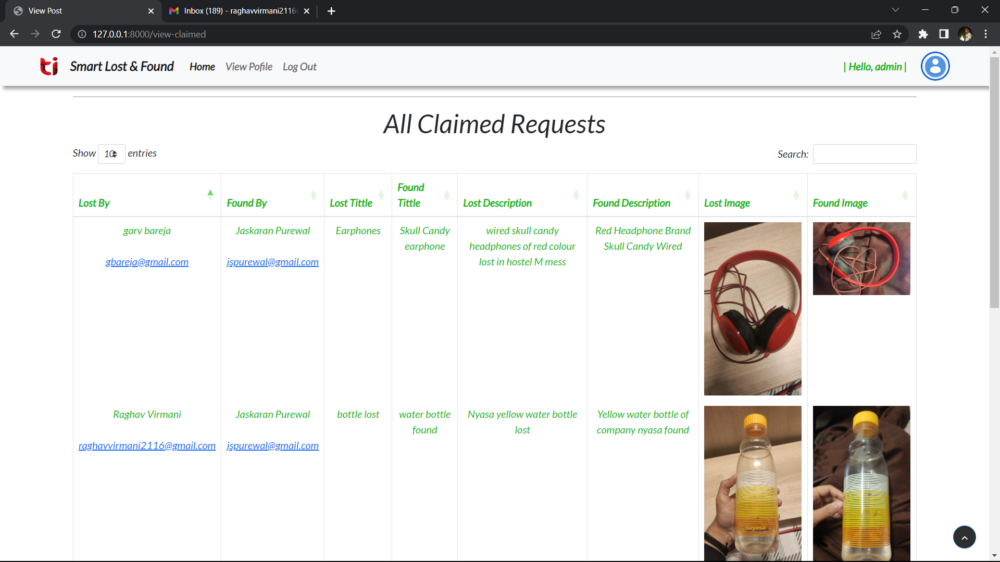 View Post
Inbox (189) - raghavvirmani2116
127.0.0.1:8000/view-claimed
ti Smart Lost & Found Home View Pofile Log Out | Hello, admin |
All Claimed Requests
Show 10 entries Search:
Lost By Found By Lost Tittle Found Tittle Lost Description Found Description Lost Image Found Image
garv bareja Jaskaran Purewal Earphones Skull Candy wired skull candy Red Headphone Brand
earphone headphones of red colour Skull Candy Wired
gbareja@gmail.com jspurewal@gmail.com lost in hostel M mess
Raghav Virmani Jaskaran Purewal bottle lost water bottle Nyasa yellow water bottle Yellow water bottle of
found lost company nyasa found
raghavvirmani2116@gmail.com jspurewal@gmail.com
nayasa